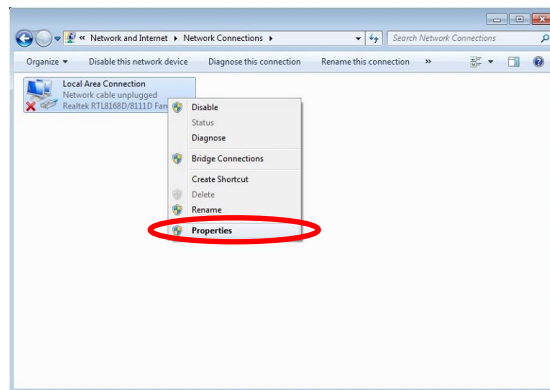 « Network and Internet ▸ Network Connections ▸
Search Network Connections
Organize ▾ Disable this network device Diagnose this connection Rename this connection »
Local Area Connection
Network cable unplugged
Realtek RTL8168D/8111D Fam
Disable
Status
Diagnose
Bridge Connections
Create Shortcut
Delete
Rename
Properties